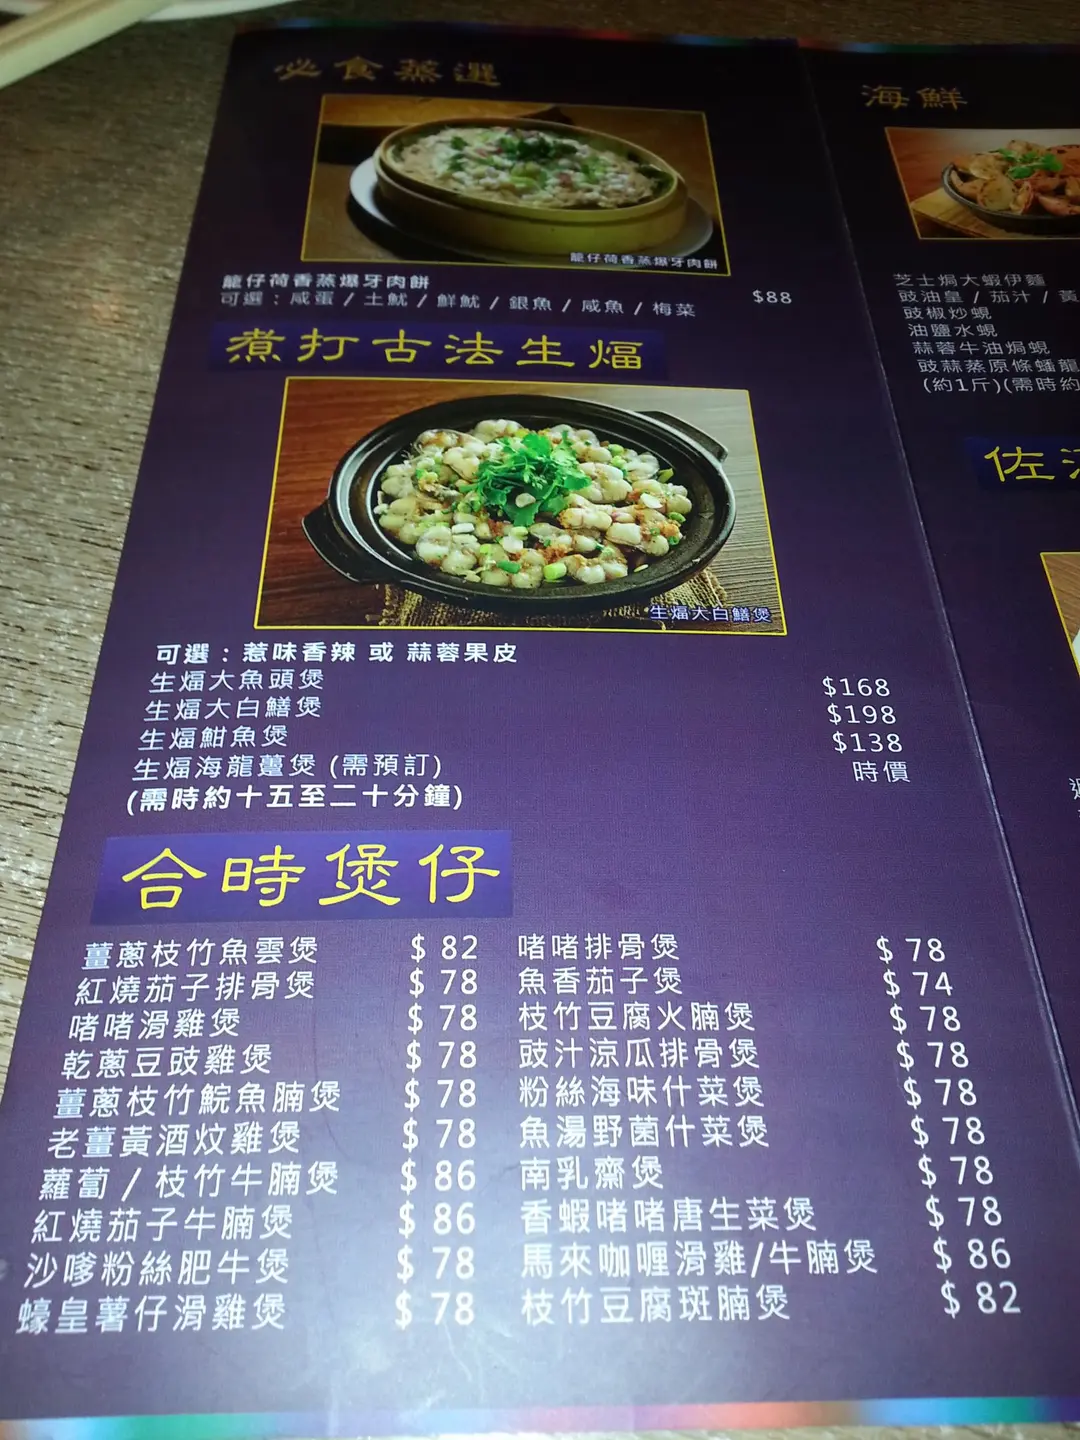 必食蒸選
龍仔荷香蒸爆牙肉餅
龍仔荷香蒸爆牙肉餅
可選：咸蛋 / 土魷 / 鮮魷 / 銀魚 / 咸魚 / 梅菜 $88
煮打古法生煏
生煏大白鱔煲
可選：惹味香辣 或 蒜蓉果皮
生煏大魚頭煲 $168
生煏大白鱔煲 $198
生煏鮒魚煲 $138
生煏海龍躉煲 (需預訂) 時價
(需時約十五至二十分鐘)
合時煲仔
薑蔥枝竹魚雲煲 $ 82
紅燒茄子排骨煲 $ 78
啫啫滑雞煲 $ 78
乾蔥豆豉雞煲 $ 78
薑蔥枝竹鯇魚腩煲 $ 78
老薑黃酒炆雞煲 $ 78
蘿蔔 / 枝竹牛腩煲 $ 86
紅燒茄子牛腩煲 $ 86
沙嗲粉絲肥牛煲 $ 78
蠔皇薯仔滑雞煲 $ 78
啫啫排骨煲 $ 78
魚香茄子煲 $ 74
枝竹豆腐火腩煲 $ 78
豉汁涼瓜排骨煲 $ 78
粉絲海味什菜煲 $ 78
魚湯野菌什菜煲 $ 78
南乳齋煲 $ 78
香蝦啫啫唐生菜煲 $ 78
馬來咖喱滑雞/牛腩煲 $ 86
枝竹豆腐斑腩煲 $ 82
海鮮
芝士焗大蝦伊麵
豉油皇 / 茄汁 / 黃
豉椒炒蜆
油鹽水蜆
蒜蓉牛油焗蜆
豉蒜蒸原條蟠龍
(約1斤)(需時約
佐